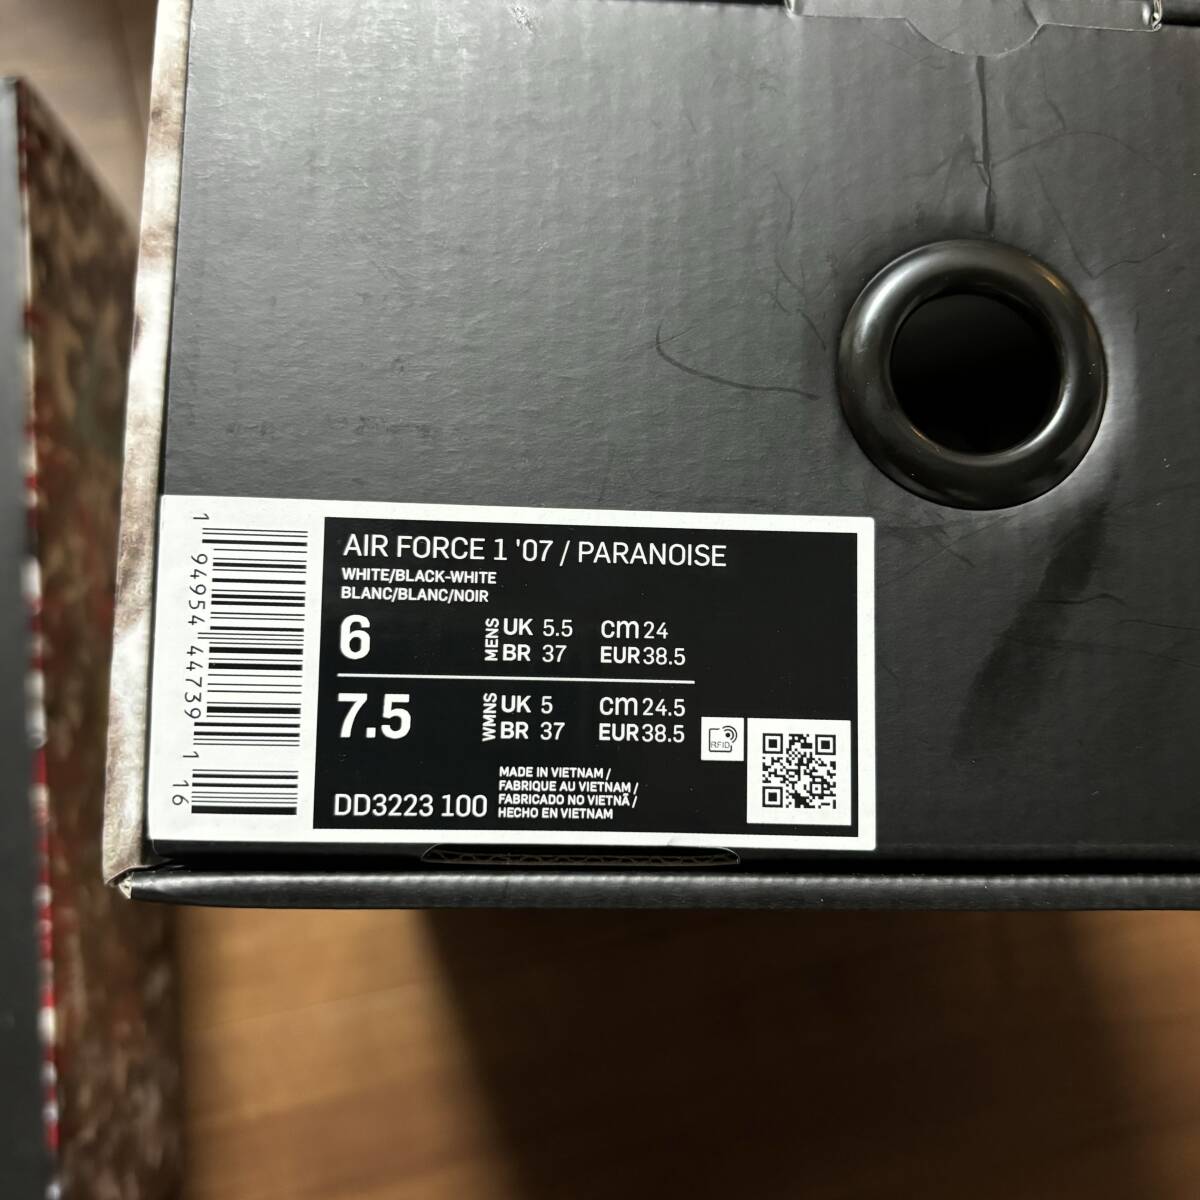 AIR FORCE 1 '07 / PARANOISE
WHITE/BLACK-WHITE
BLANC/BLANC/NOIR
6 MENS UK 5.5 cm 24
BR 37 EUR 38.5
7.5 WMNS UK 5 cm 24.5
BR 37 EUR 38.5
RFID
DD3223 100
MADE IN VIETNAM /
FABRIQUE AU VIETNAM /
FABRICADO NO VIETNÃ /
HECHO EN VIETNAM
1 94954 44739 1 16